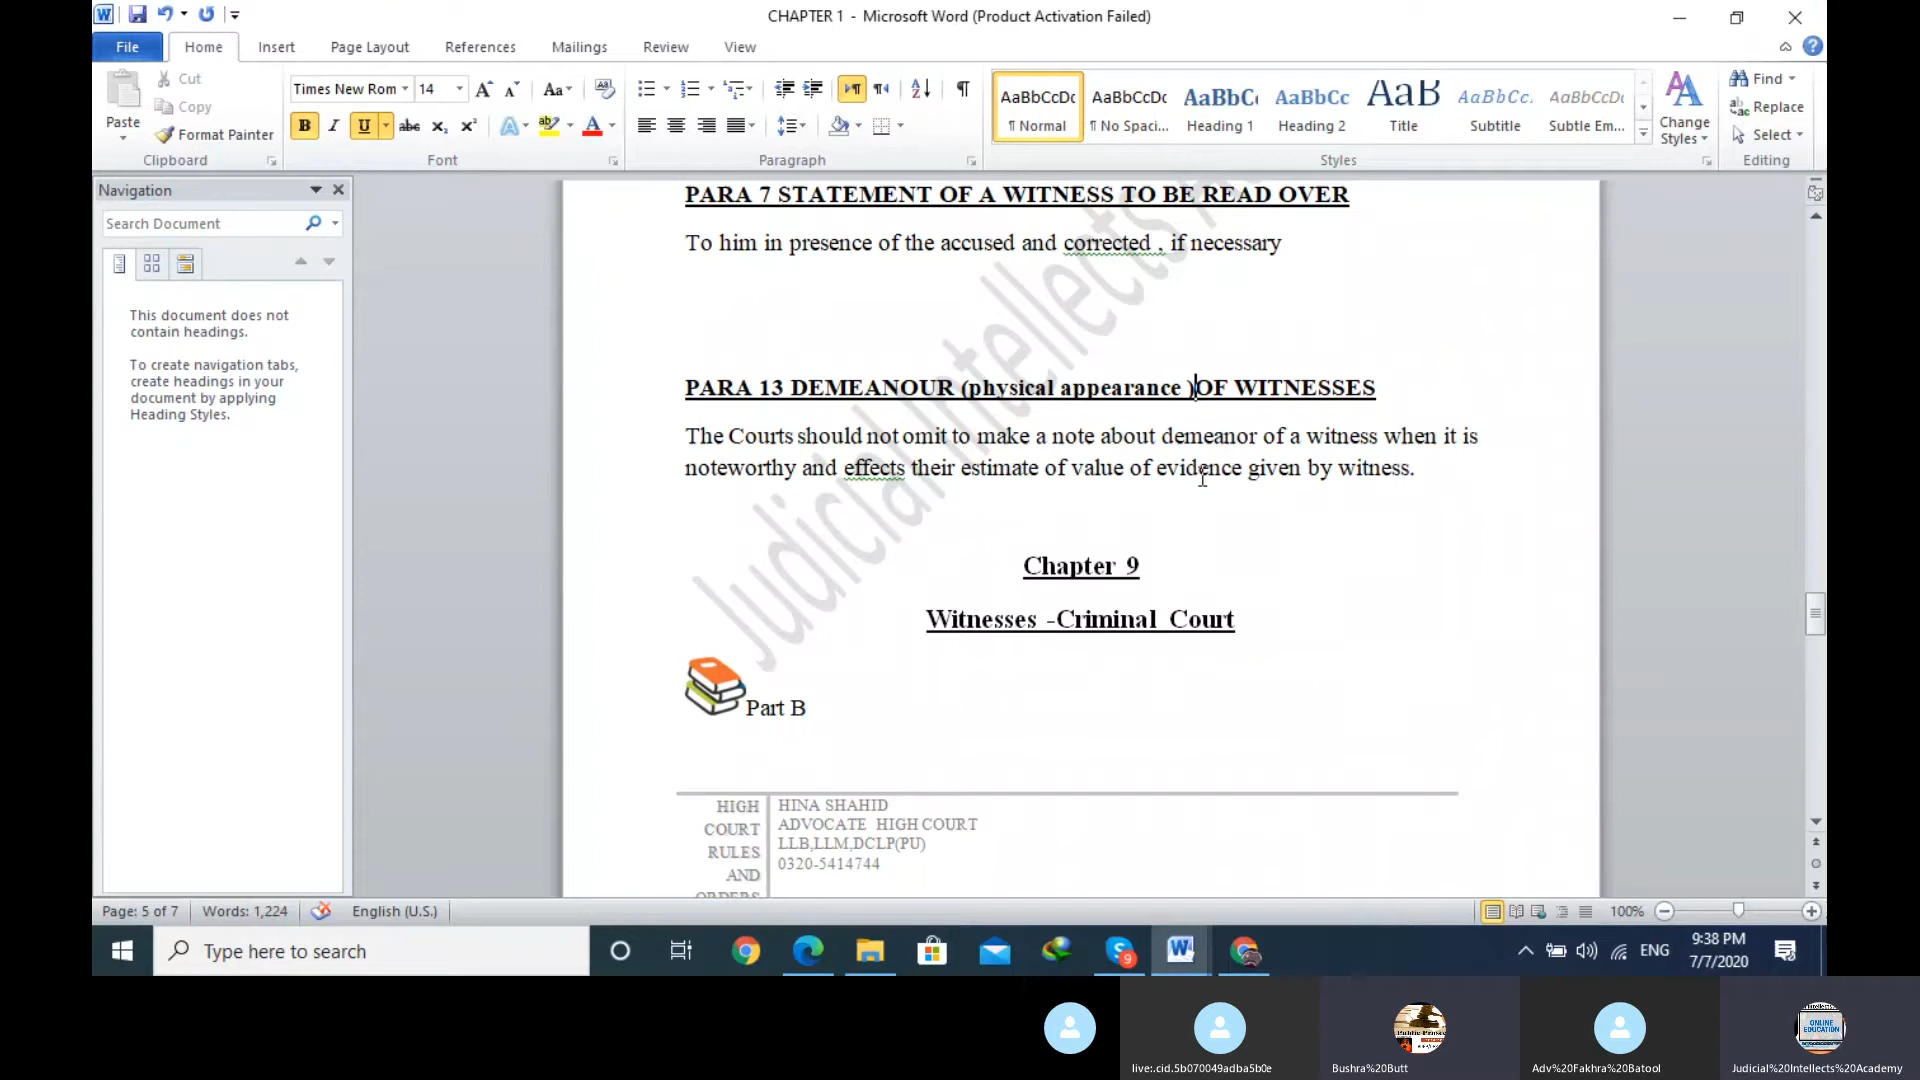 CHAPTER 1 - Microsoft Word (Product Activation Failed)
File Home Insert Page Layout References Mailings Review View
Paste
Cut
Copy
Format Painter
Clipboard
Times New Rom 14
Font
Paragraph
AaBbCcDc AaBbCcDc AaBbC AaBbCc AaB AaBbCc. AaBbCcDc
¶ Normal ¶ No Spaci... Heading 1 Heading 2 Title Subtitle Subtle Em...
Change
Styles
Styles
Find
Replace
Select
Editing
Navigation
Search Document
This document does not
contain headings.
To create navigation tabs,
create headings in your
document by applying
Heading Styles.
PARA 7 STATEMENT OF A WITNESS TO BE READ OVER
To him in presence of the accused and corrected , if necessary
PARA 13 DEMEANOUR (physical appearance )OF WITNESSES
The Courts should not omit to make a note about demeanor of a witness when it is
noteworthy and effects their estimate of value of evidence given by witness.
Chapter 9
Witnesses -Criminal Court
Part B
Judicial Intellects
HIGH
COURT
RULES
AND
ORDERS
HINA SHAHID
ADVOCATE HIGH COURT
LLB,LLM,DCLP(PU)
0320-5414744
Page: 5 of 7 Words: 1,224 English (U.S.) 100%
Type here to search
9
ENG
9:38 PM
7/7/2020
ONLINE
EDUCATION
live:.cid.5b070049adba5b0e Bushra%20Butt Adv%20Fakhra%20Batool Judicial%20Intellects%20Academy